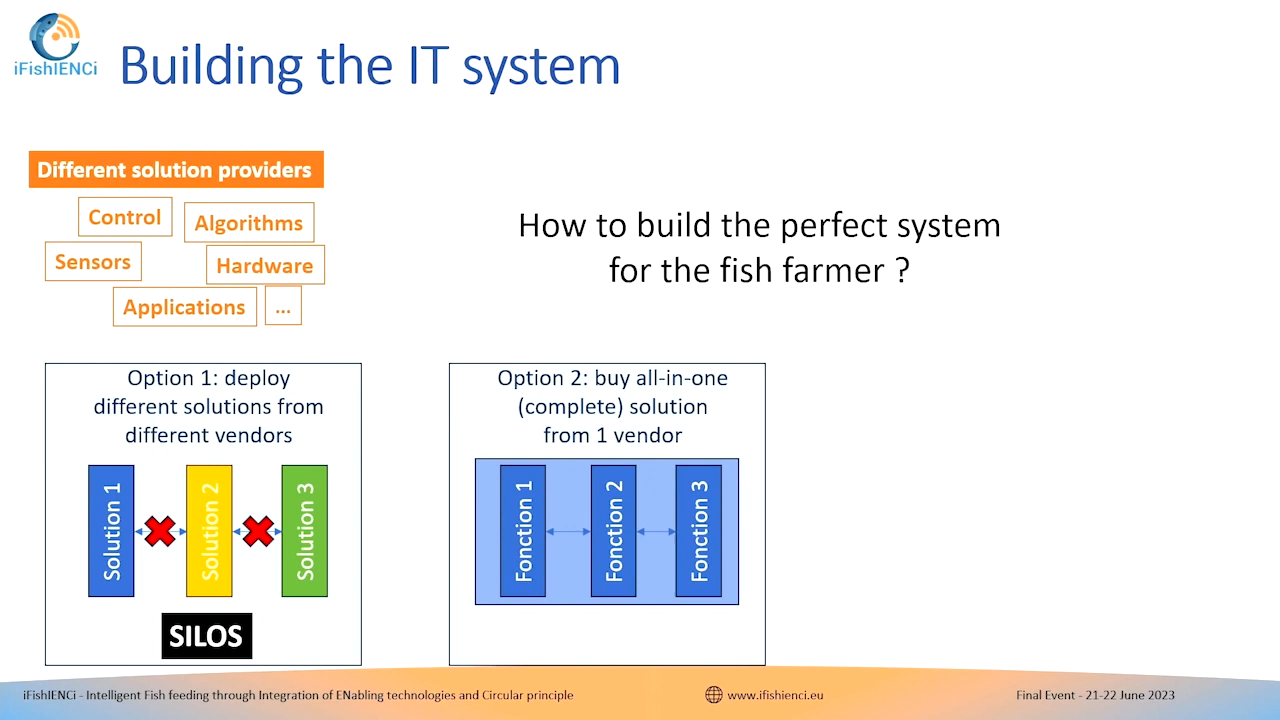 iFishIENCi
Building the IT system
Different solution providers
Control
Algorithms
Sensors
Hardware
Applications
...
How to build the perfect system
for the fish farmer ?
Option 1: deploy
different solutions from
different vendors
Solution 1
Solution 2
Solution 3
SILOS
Option 2: buy all-in-one
(complete) solution
from 1 vendor
Fonction 1
Fonction 2
Fonction 3
iFishIENCi - Intelligent Fish feeding through Integration of ENabling technologies and Circular principle
www.ifishienci.eu
Final Event - 21-22 June 2023